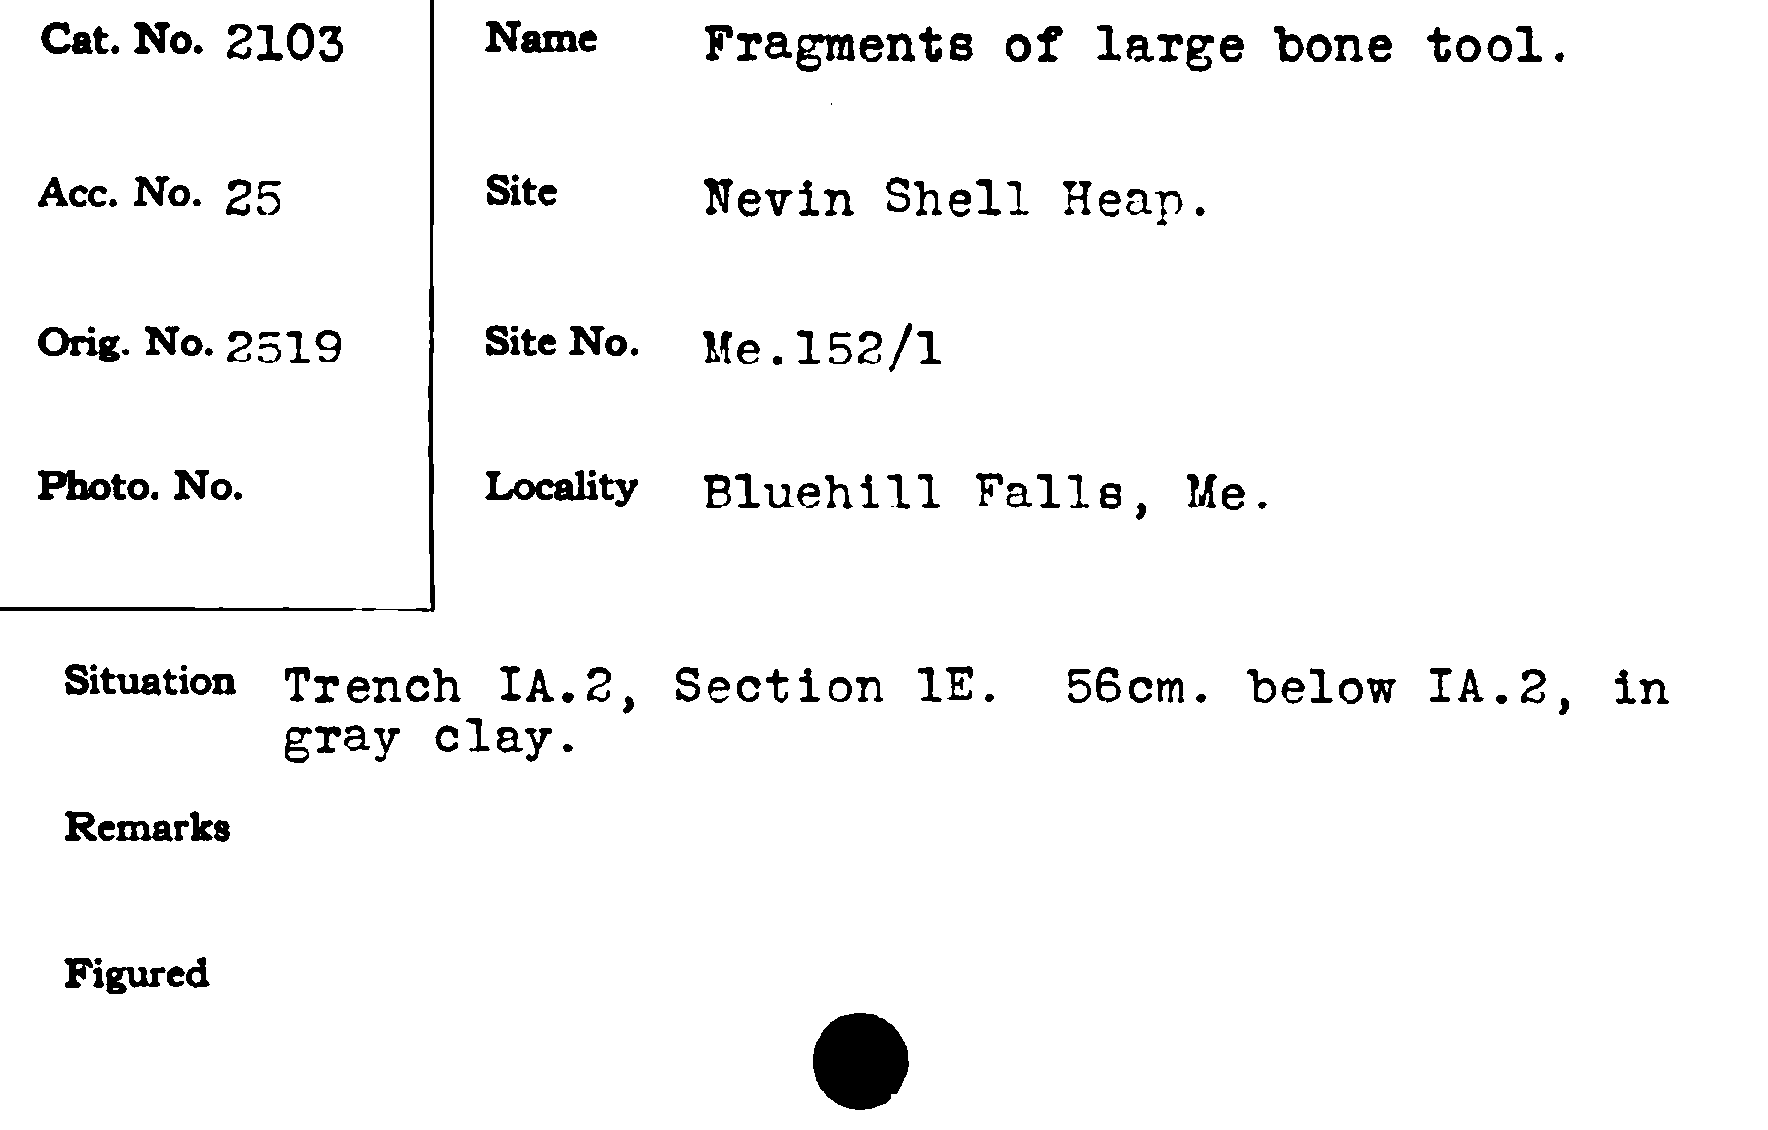 Cat. No. 2103
Name Fragments of large bone tool.
Acc. No. 25
Site Nevin Shell Heap.
Orig. No. 2519
Site No. Me.152/1
Photo. No.
Locality Bluehill Falls, Me.
Situation Trench IA.2, Section 1E. 56cm. below IA.2, in
gray clay.
Remarks
Figured